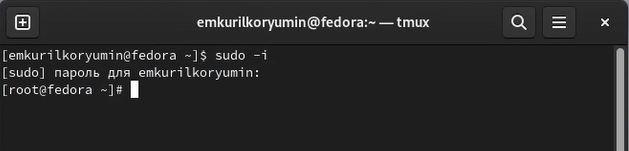 emkurilkoryumin@fedora:~ — tmux
[emkurilkoryumin@fedora ~]$ sudo -i
[sudo] пароль для emkurilkoryumin:
[root@fedora ~]#